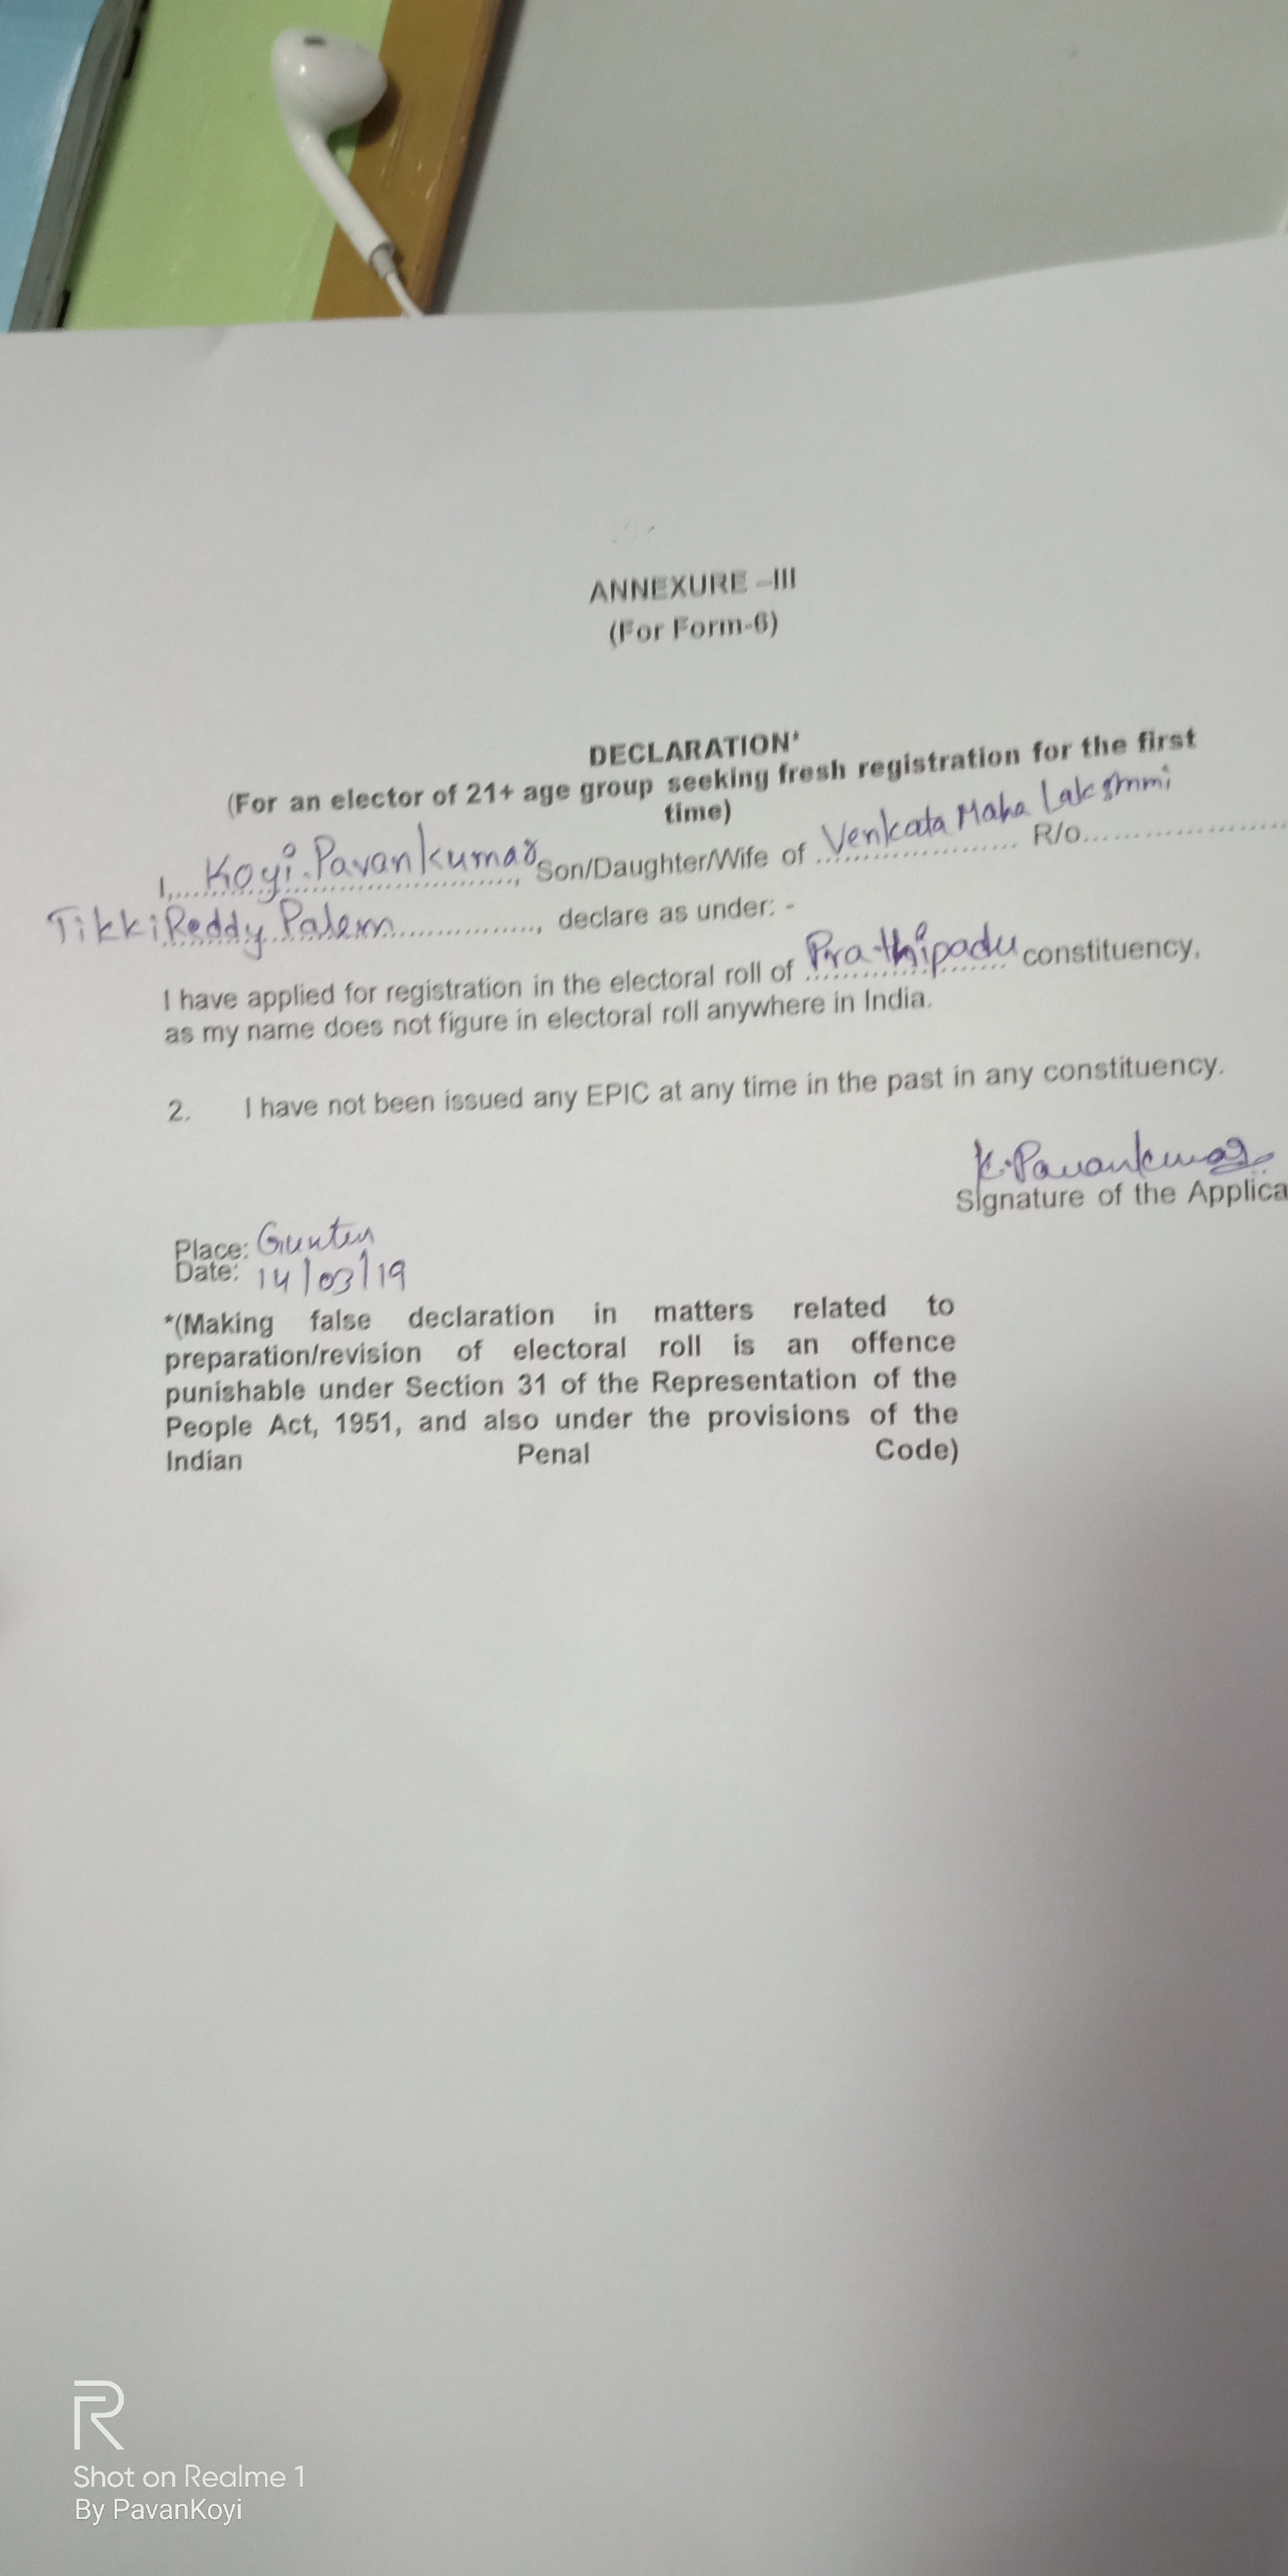 ANNEXURE –III
(For Form-6)
DECLARATION*
(For an elector of 21+ age group seeking fresh registration for the first
time)
I,.... Koyi.Pavankumar, Son/Daughter/Wife of Venkata Maha Lakshmmi R/o..................
TikkiReddy Palem................, declare as under: -
I have applied for registration in the electoral roll of Prathipadu constituency,
as my name does not figure in electoral roll anywhere in India.
2. I have not been issued any EPIC at any time in the past in any constituency.
K.Pavankumar
Signature of the Applica
Place: Guntur
Date: 14/03/19
*(Making false declaration in matters related to
preparation/revision of electoral roll is an offence
punishable under Section 31 of the Representation of the
People Act, 1951, and also under the provisions of the
Indian Penal Code)
R
Shot on Realme 1
By PavanKoyi